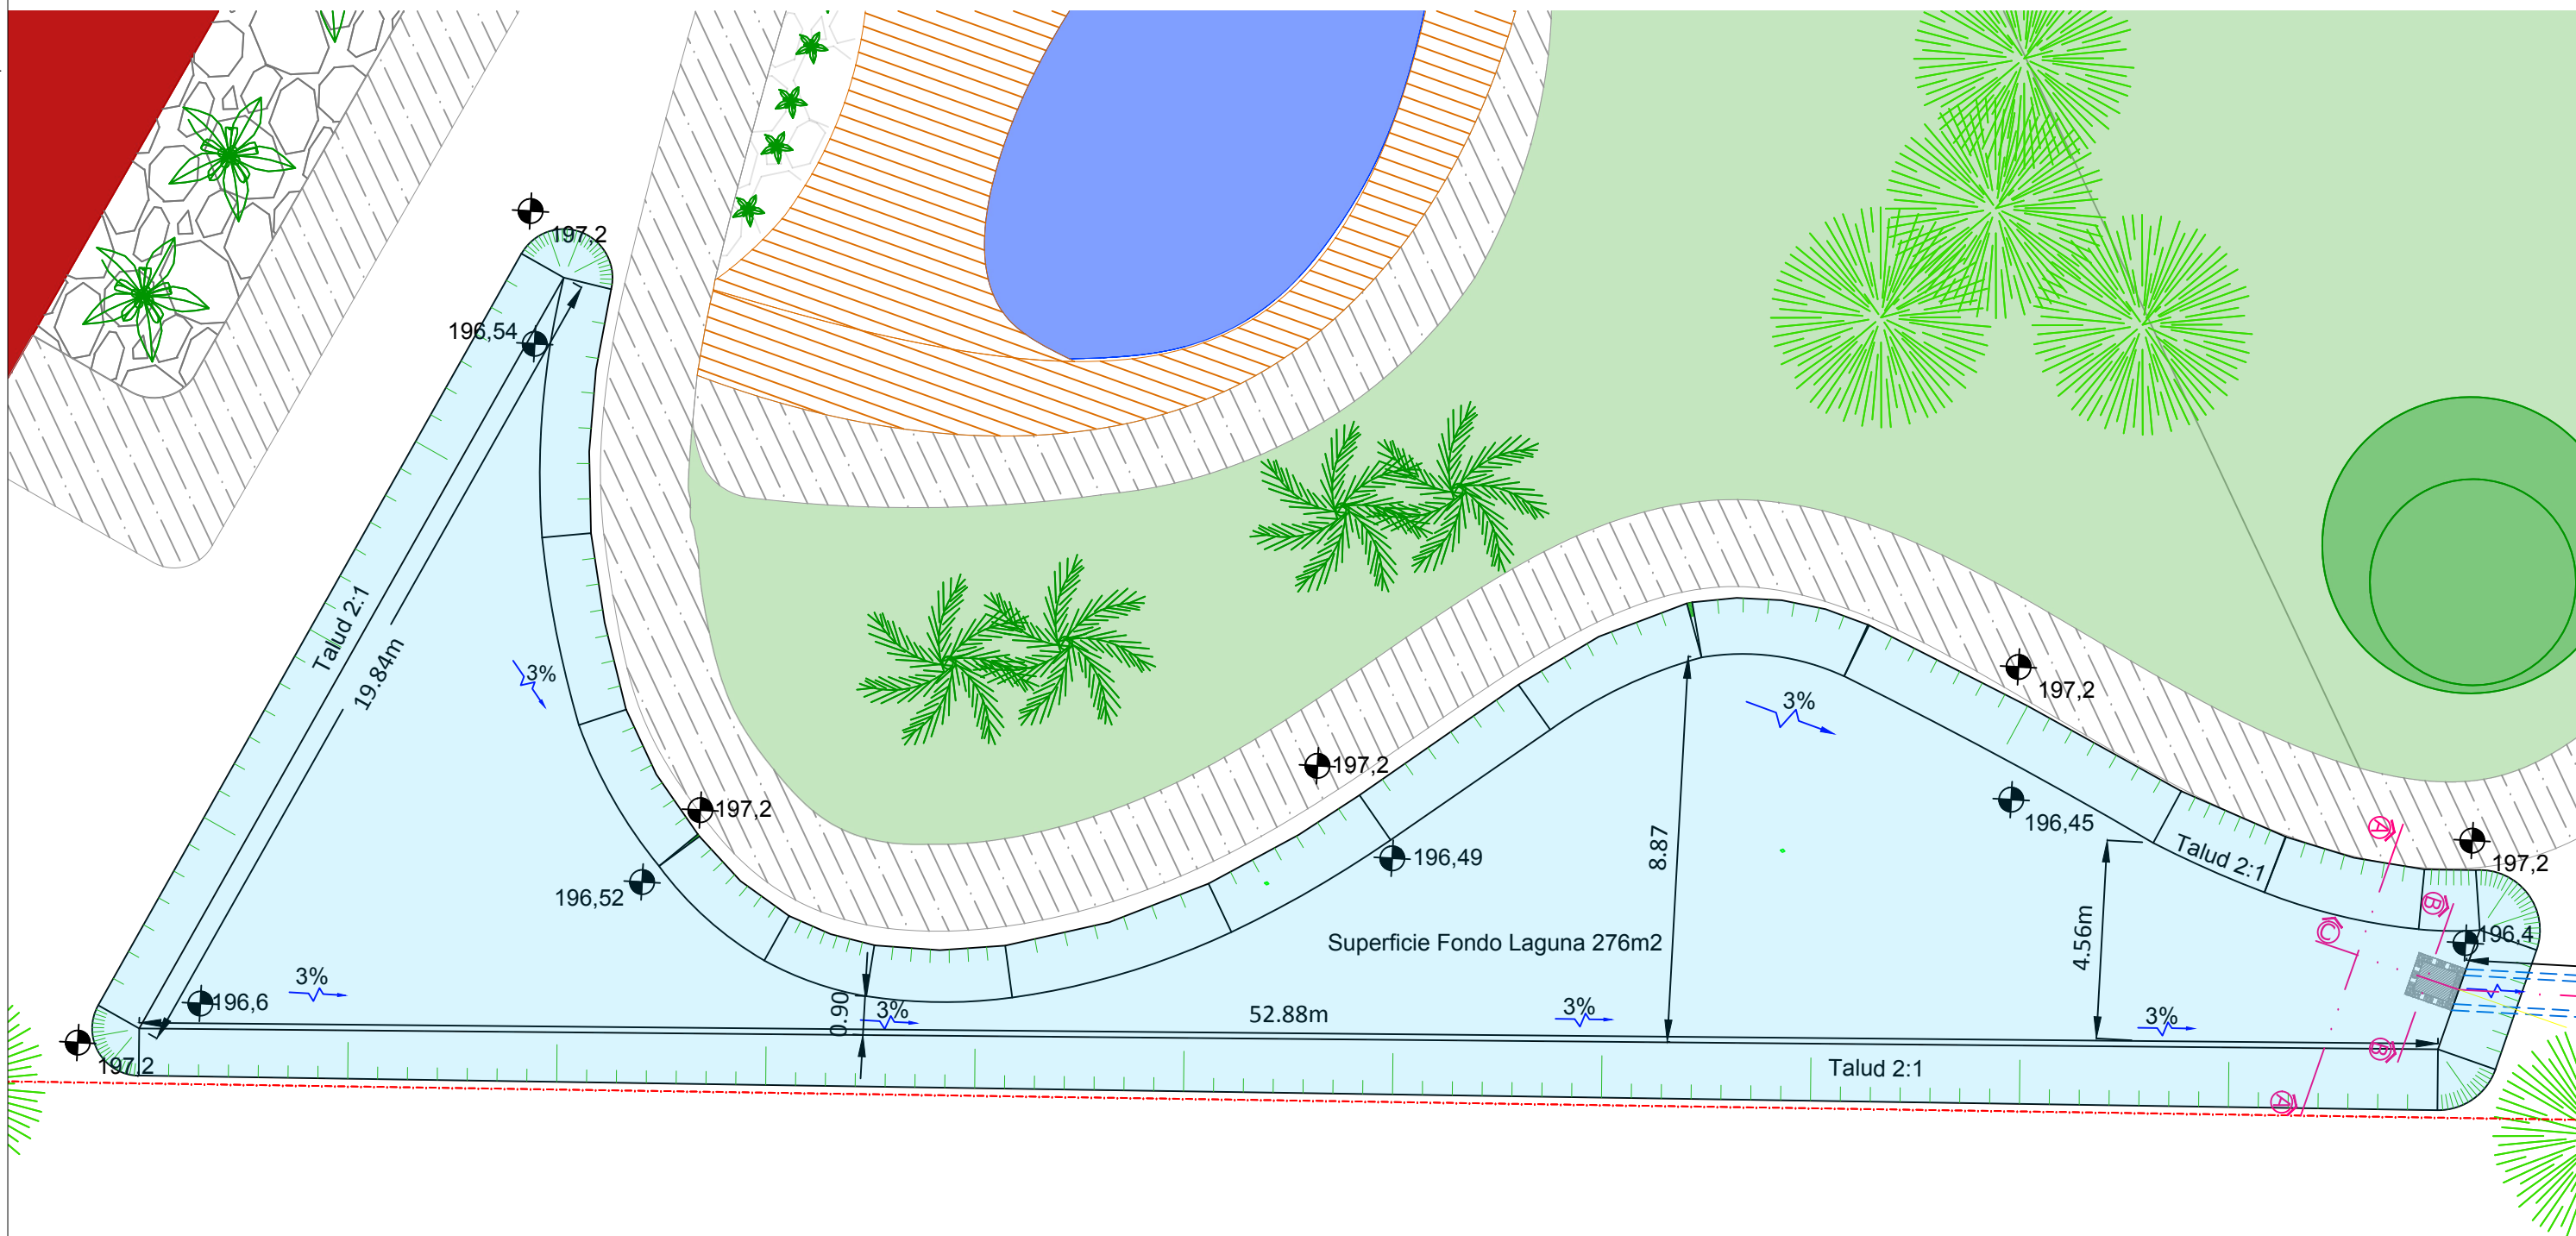 197,2
196,54
Talud 2:1
19.84m
3%
197,2
197,2
3%
197,2
196,45
197,2
196,52
196,49
8.87
Talud 2:1
A
197,2
B
C
196,4
4.56m
Superficie Fondo Laguna 276m2
3%
196,6
0.90
3%
52.88m
3%
3%
B
197,2
Talud 2:1
A